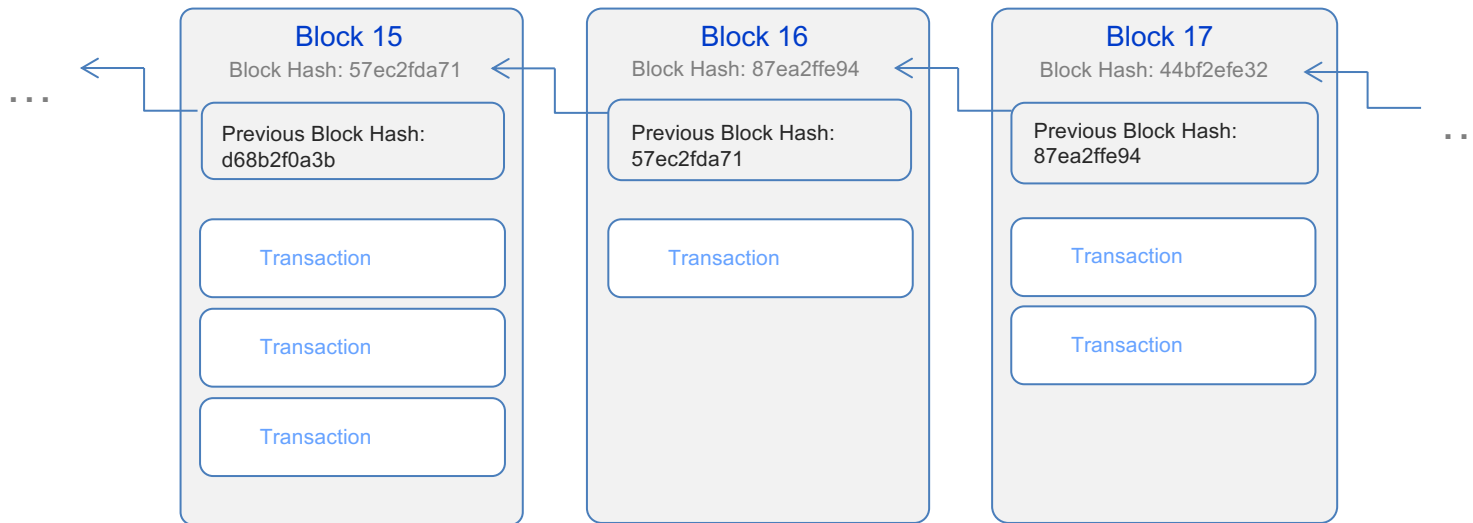 ...
Block 15
Block Hash: 57ec2fda71
Previous Block Hash:
d68b2f0a3b
Transaction
Transaction
Transaction
Block 16
Block Hash: 87ea2ffe94
Previous Block Hash:
57ec2fda71
Transaction
Block 17
Block Hash: 44bf2efe32
Previous Block Hash:
87ea2ffe94
Transaction
Transaction
..